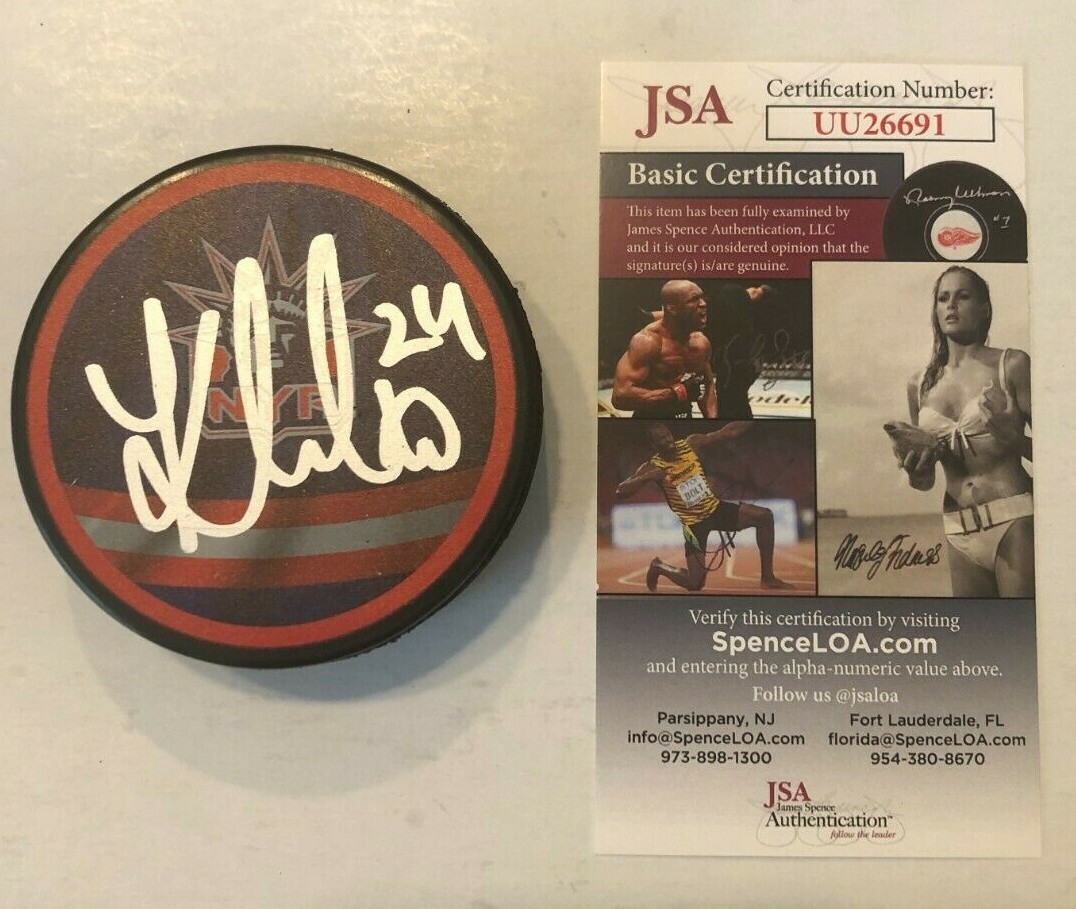 24
NYR
JSA
Certification Number:
UU26691
Basic Certification
This item has been fully examined by
James Spence Authentication, LLC
and it is our considered opinion that the
signature(s) is/are genuine.
#7
BOLT
Verify this certification by visiting
SpenceLOA.com
and entering the alpha-numeric value above.
Follow us @jsaloa
Parsippany, NJ
info@SpenceLOA.com
973-898-1300
Fort Lauderdale, FL
florida@SpenceLOA.com
954-380-8670
JSA
James Spence
Authentication™
follow the leader